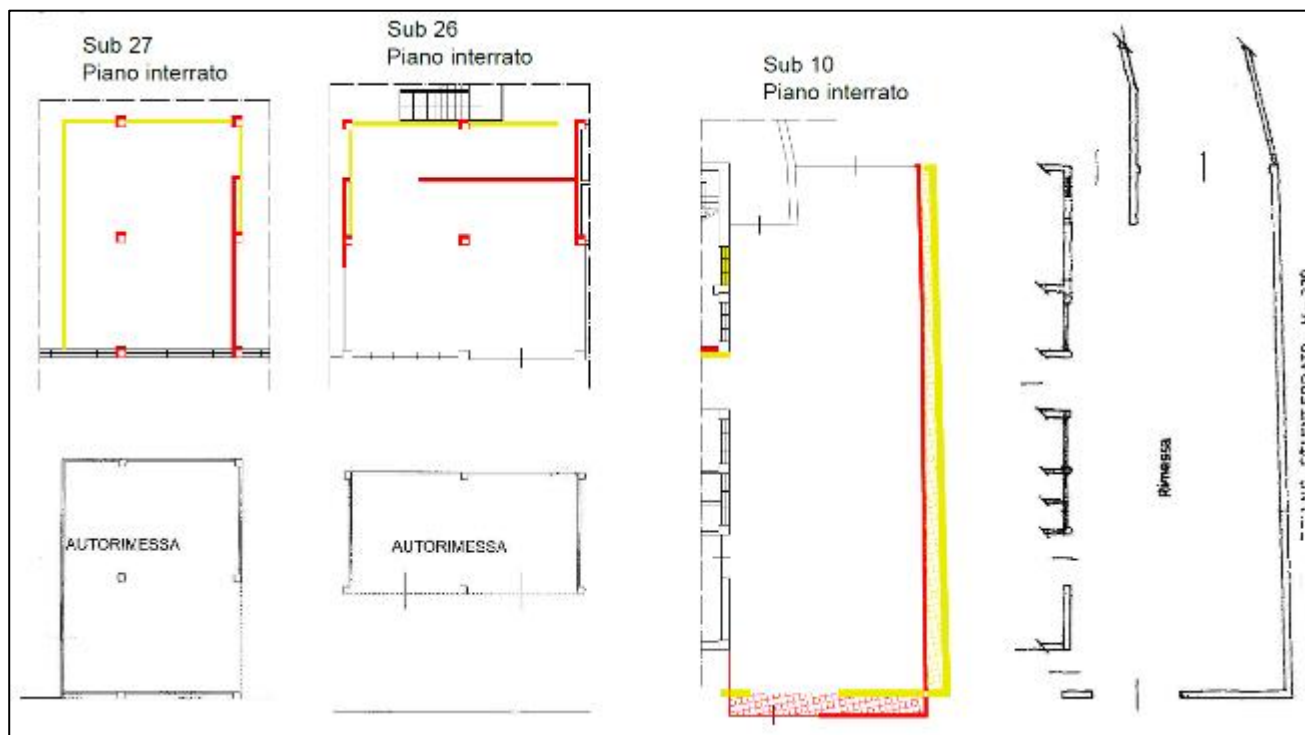 Sub 27
Piano interrato
Sub 26
Piano interrato
Sub 10
Piano interrato
AUTORIMESSA
AUTORIMESSA
Rimessa